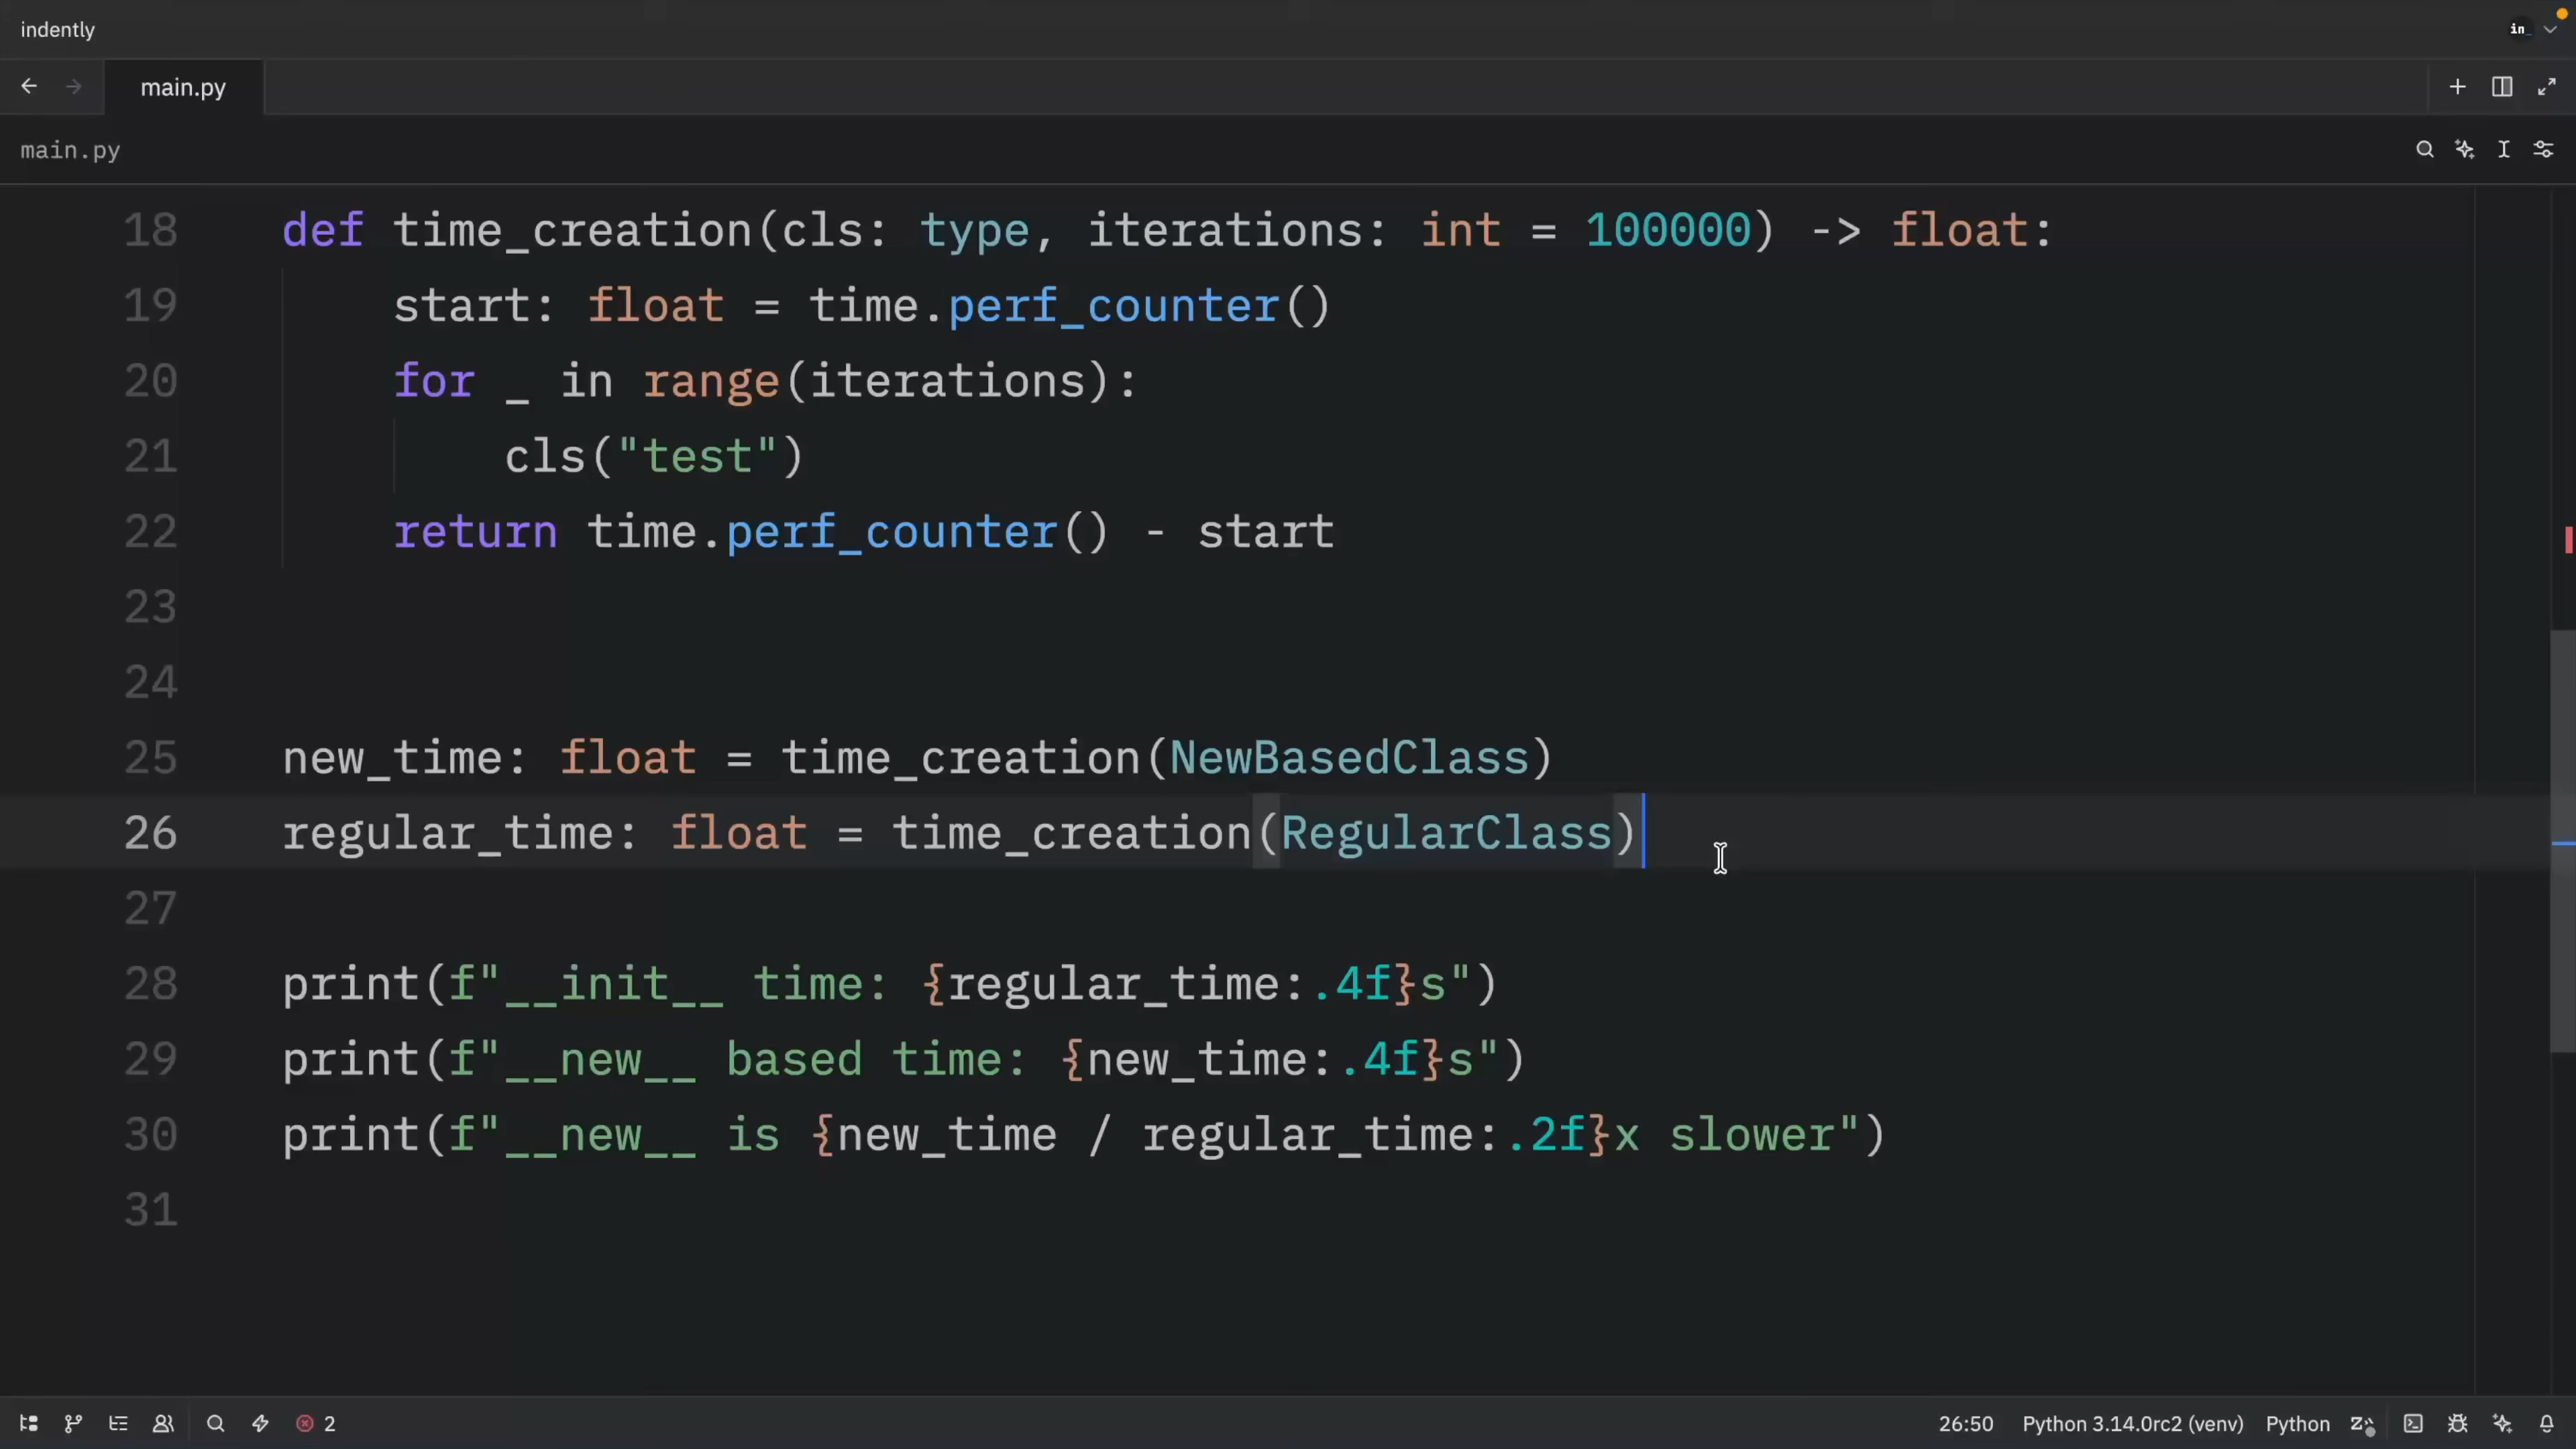 indently
in_
main.py
main.py
18 def time_creation(cls: type, iterations: int = 100000) -> float:
19 start: float = time.perf_counter()
20 for _ in range(iterations):
21 cls("test")
22 return time.perf_counter() - start
23
24
25 new_time: float = time_creation(NewBasedClass)
26 regular_time: float = time_creation(RegularClass)
27
28 print(f"__init__ time: {regular_time:.4f}s")
29 print(f"__new__ based time: {new_time:.4f}s")
30 print(f"__new__ is {new_time / regular_time:.2f}x slower")
31
2 26:50 Python 3.14.0rc2 (venv) Python